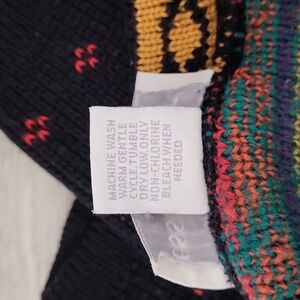 MACHINE WASH
WARM GENTLE
CYCLE.TUMBLE
DRY LOW.ONLY
NON-CHLORINE
BLEACH WHEN
NEEDED